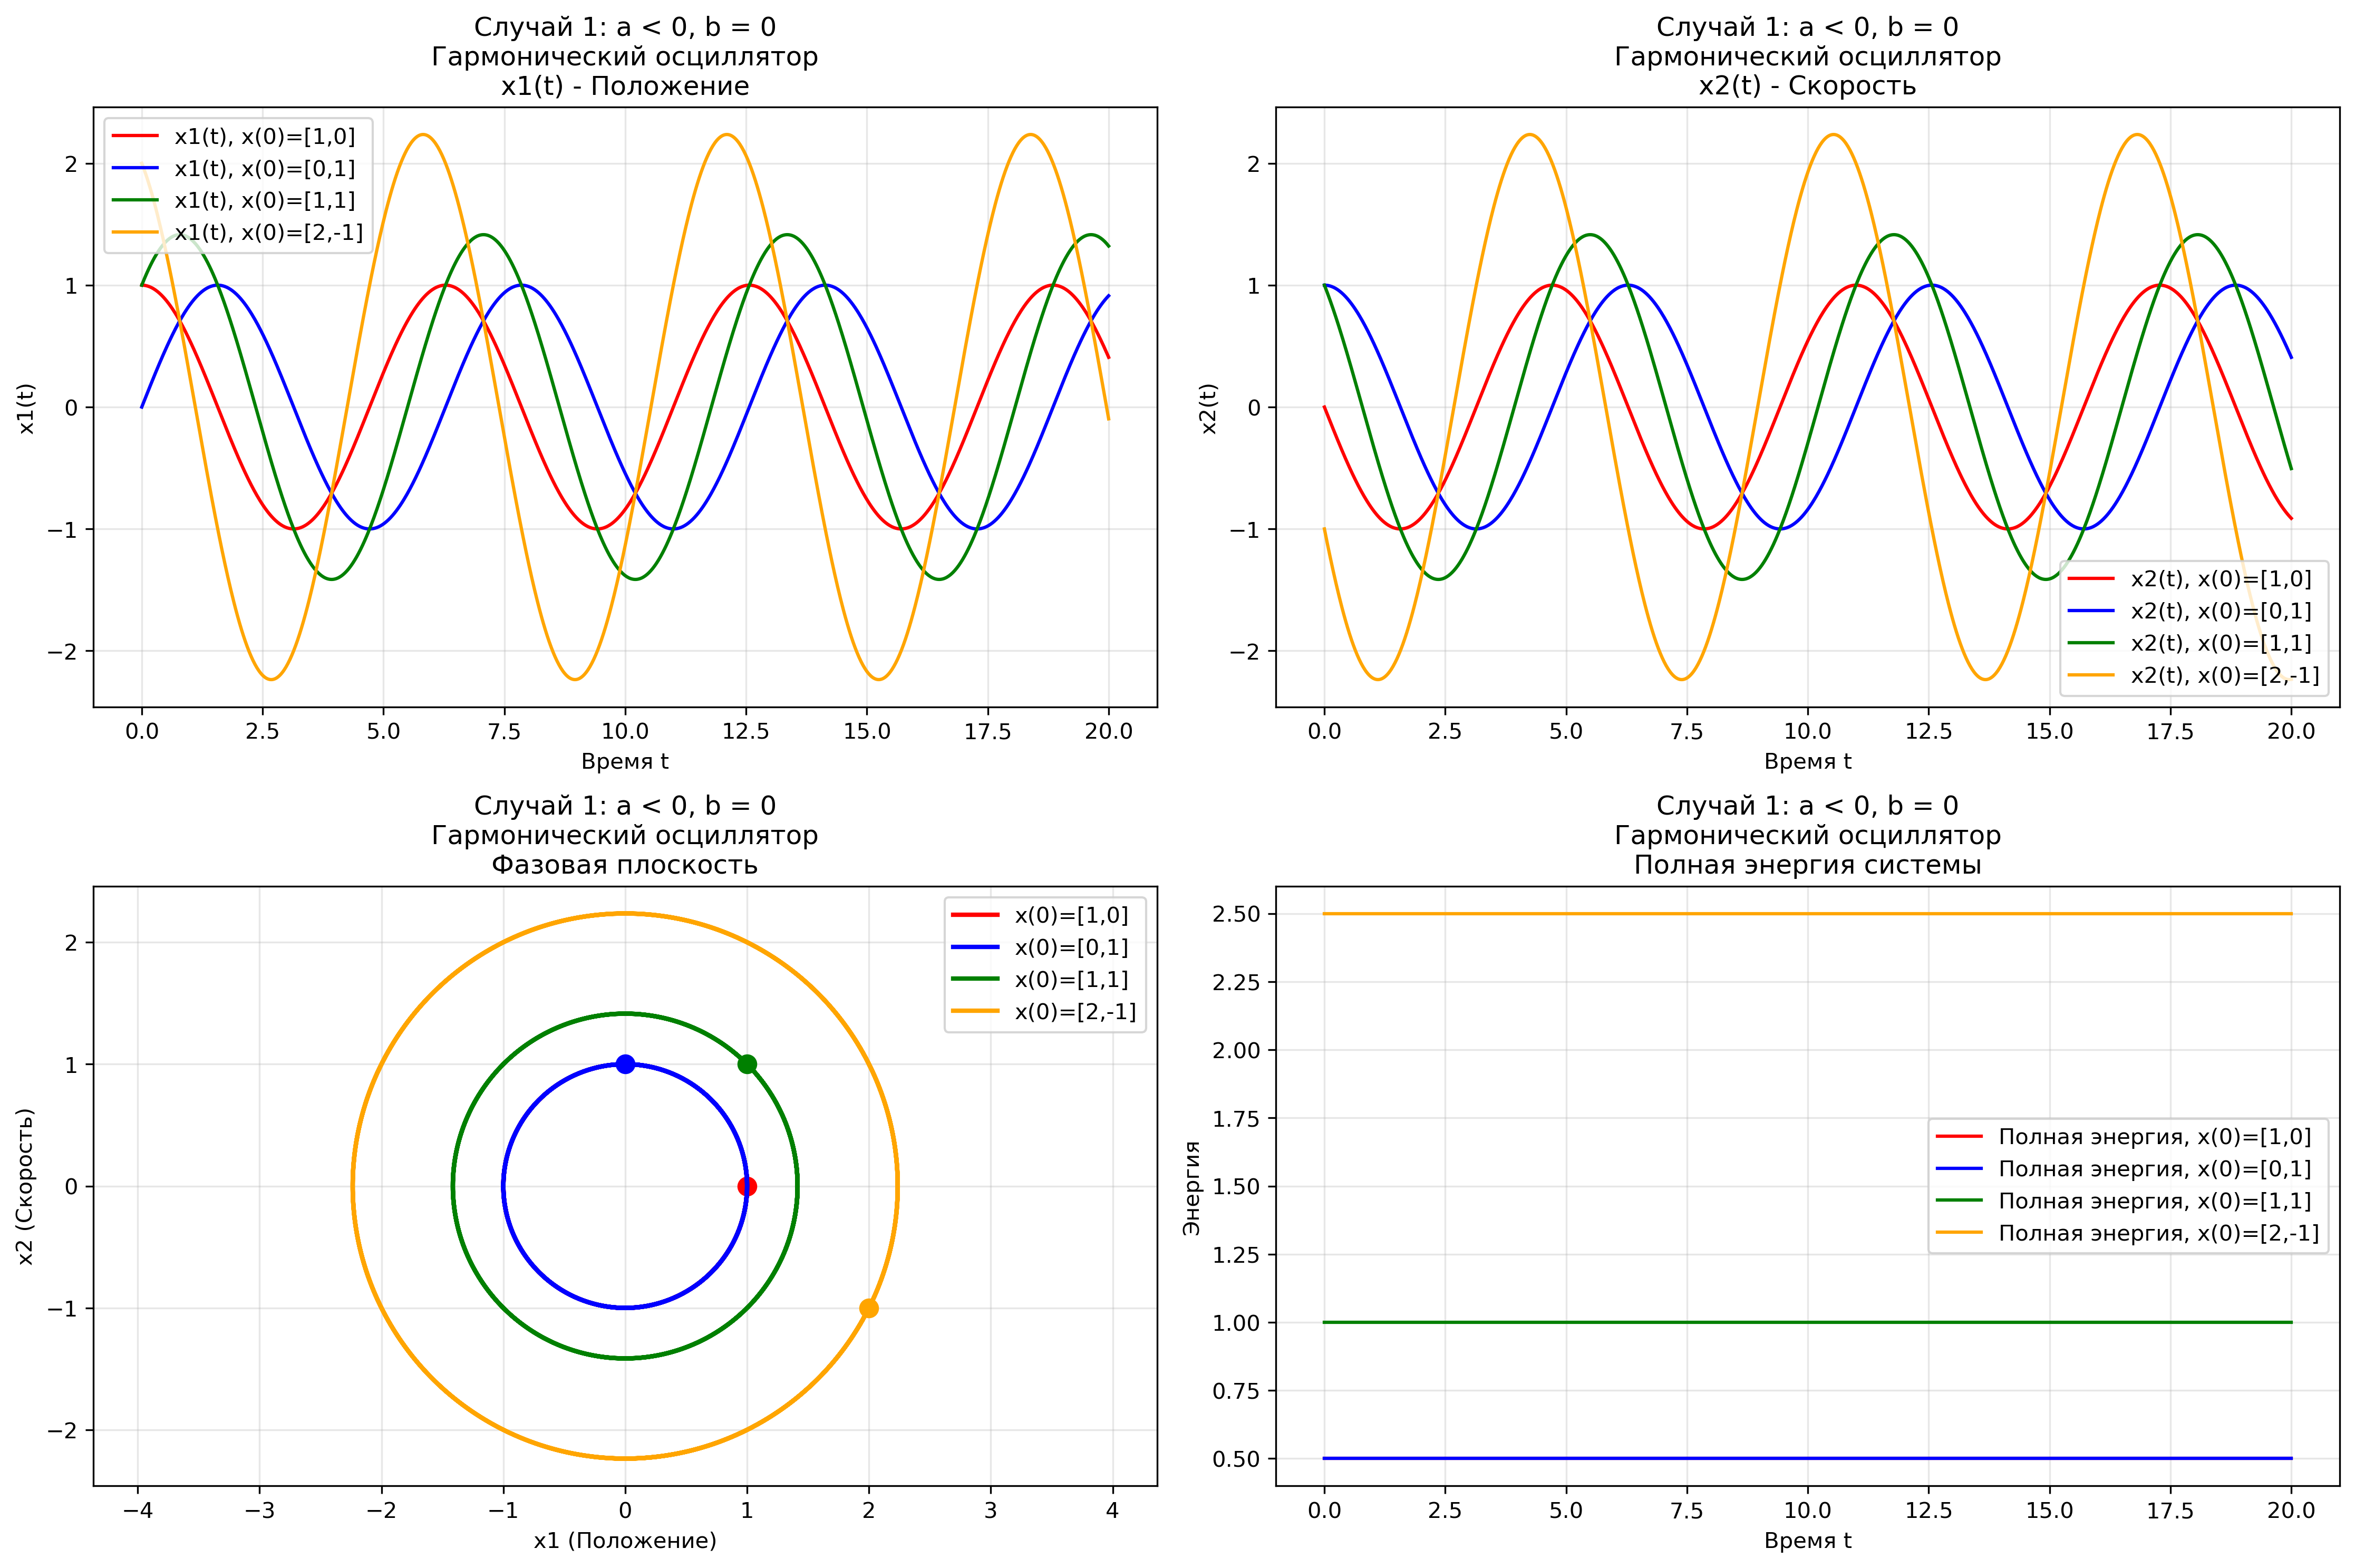 Случай 1: a < 0, b = 0
Гармонический осциллятор
x1(t) - Положение
x1(t), x(0)=[1,0]
x1(t), x(0)=[0,1]
x1(t), x(0)=[1,1]
x1(t), x(0)=[2,-1]
x1(t)
2
1
0
−1
−2
0.0 2.5 5.0 7.5 10.0 12.5 15.0 17.5 20.0
Время t
Случай 1: a < 0, b = 0
Гармонический осциллятор
x2(t) - Скорость
x2(t)
2
1
0
−1
−2
x2(t), x(0)=[1,0]
x2(t), x(0)=[0,1]
x2(t), x(0)=[1,1]
x2(t), x(0)=[2,-1]
0.0 2.5 5.0 7.5 10.0 12.5 15.0 17.5 20.0
Время t
Случай 1: a < 0, b = 0
Гармонический осциллятор
Фазовая плоскость
x(0)=[1,0]
x(0)=[0,1]
x(0)=[1,1]
x(0)=[2,-1]
x2 (Скорость)
2
1
0
−1
−2
−4 −3 −2 −1 0 1 2 3 4
x1 (Положение)
Случай 1: a < 0, b = 0
Гармонический осциллятор
Полная энергия системы
Энергия
2.50
2.25
2.00
1.75
1.50
1.25
1.00
0.75
0.50
Полная энергия, x(0)=[1,0]
Полная энергия, x(0)=[0,1]
Полная энергия, x(0)=[1,1]
Полная энергия, x(0)=[2,-1]
0.0 2.5 5.0 7.5 10.0 12.5 15.0 17.5 20.0
Время t